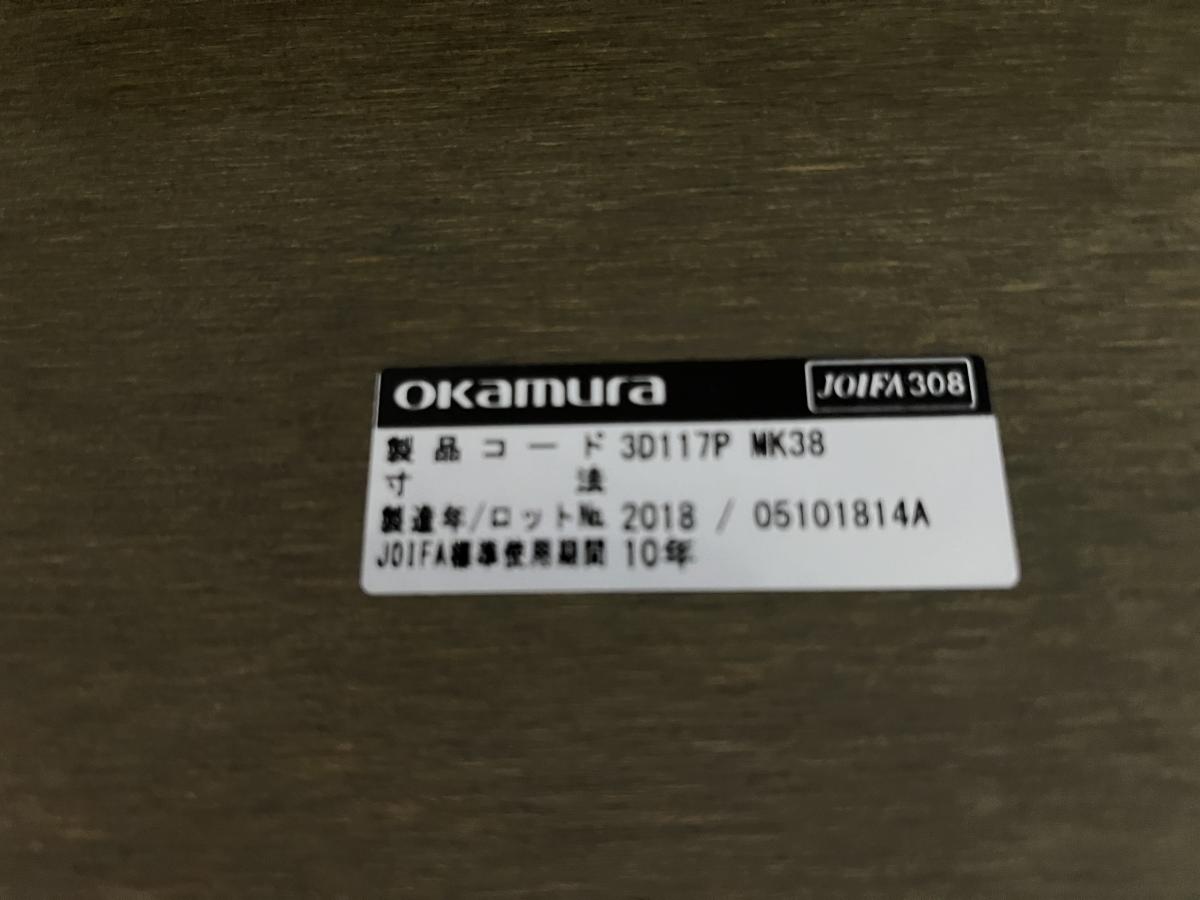 okamura JOIFA308
製品コード 3D117P MK38
寸法
製造年/ロット№ 2018 / 05101814A
JOIFA標準使用期間 10年